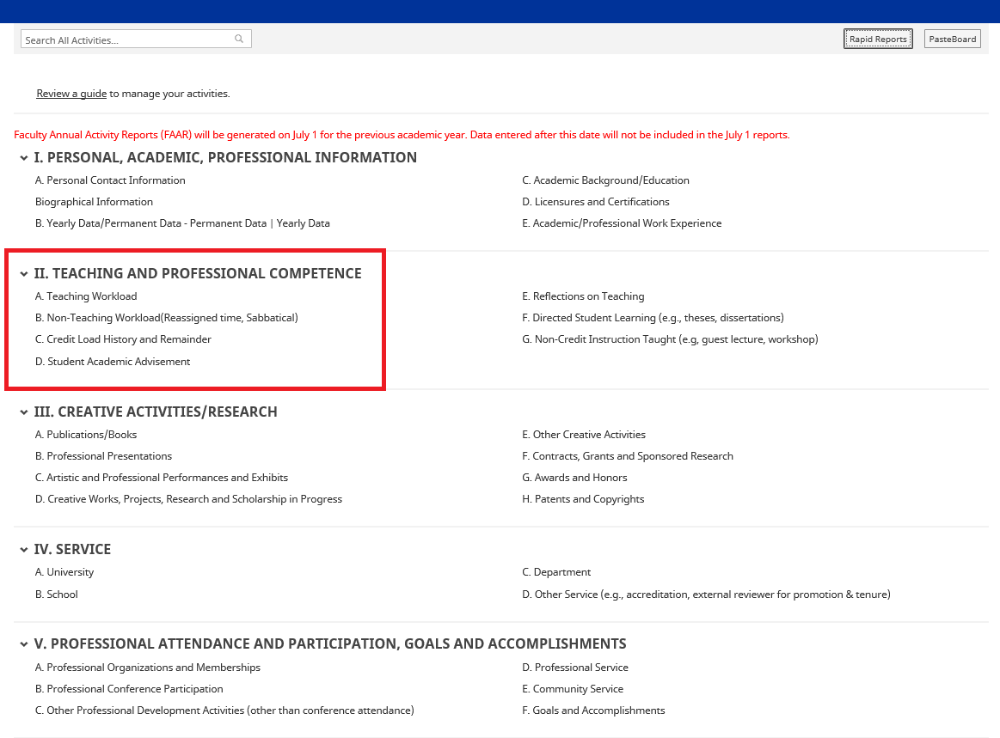 Search All Activities...
Rapid Reports
PasteBoard
Review a guide to manage your activities.
Faculty Annual Activity Reports (FAAR) will be generated on July 1 for the previous academic year. Data entered after this date will not be included in the July 1 reports.
I. PERSONAL, ACADEMIC, PROFESSIONAL INFORMATION
A. Personal Contact Information
Biographical Information
B. Yearly Data/Permanent Data - Permanent Data | Yearly Data
C. Academic Background/Education
D. Licensures and Certifications
E. Academic/Professional Work Experience
II. TEACHING AND PROFESSIONAL COMPETENCE
A. Teaching Workload
B. Non-Teaching Workload(Reassigned time, Sabbatical)
C. Credit Load History and Remainder
D. Student Academic Advisement
E. Reflections on Teaching
F. Directed Student Learning (e.g., theses, dissertations)
G. Non-Credit Instruction Taught (e.g, guest lecture, workshop)
III. CREATIVE ACTIVITIES/RESEARCH
A. Publications/Books
B. Professional Presentations
C. Artistic and Professional Performances and Exhibits
D. Creative Works, Projects, Research and Scholarship in Progress
E. Other Creative Activities
F. Contracts, Grants and Sponsored Research
G. Awards and Honors
H. Patents and Copyrights
IV. SERVICE
A. University
B. School
C. Department
D. Other Service (e.g., accreditation, external reviewer for promotion & tenure)
V. PROFESSIONAL ATTENDANCE AND PARTICIPATION, GOALS AND ACCOMPLISHMENTS
A. Professional Organizations and Memberships
B. Professional Conference Participation
C. Other Professional Development Activities (other than conference attendance)
D. Professional Service
E. Community Service
F. Goals and Accomplishments